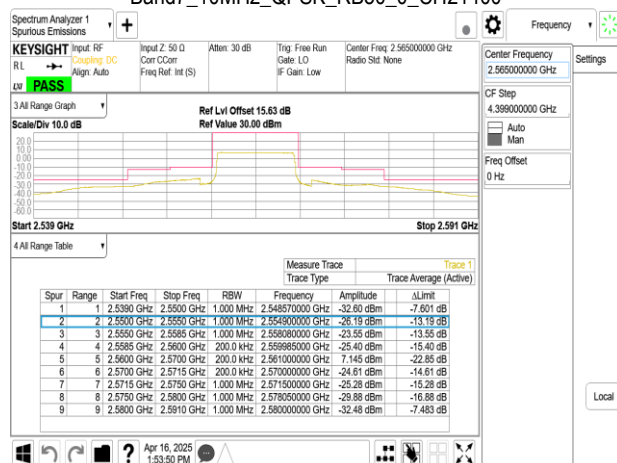 Spectrum Analyzer 1
Spurious Emissions
Frequency
KEYSIGHT
Input: RF
Input Z: 50 Ω
Atten: 30 dB
Trig: Free Run
Center Freq: 2.565000000 GHz
RL
Coupling: DC
Corr CCorr
Gate: LO
Radio Std: None
Align: Auto
Freq Ref: Int (S)
IF Gain: Low
LXI PASS
Center Frequency
2.565000000 GHz
Settings
CF Step
4.399000000 GHz
Auto
Man
Freq Offset
0 Hz
Local
3 All Range Graph
Ref Lvl Offset 15.63 dB
Scale/Div 10.0 dB
Ref Value 30.00 dBm
20.0
10.0
0.00
-10.0
-20.0
-30.0
-40.0
-50.0
-60.0
Start 2.539 GHz
Stop 2.591 GHz
4 All Range Table
Measure Trace Trace 1
Trace Type Trace Average (Active)
Spur Range Start Freq Stop Freq RBW Frequency Amplitude ΔLimit
1 1 2.5390 GHz 2.5500 GHz 1.000 MHz 2.548570000 GHz -32.60 dBm -7.601 dB
2 2 2.5500 GHz 2.5550 GHz 1.000 MHz 2.554900000 GHz -26.19 dBm -13.19 dB
3 3 2.5550 GHz 2.5585 GHz 1.000 MHz 2.558080000 GHz -23.55 dBm -13.55 dB
4 4 2.5585 GHz 2.5600 GHz 200.0 kHz 2.559985000 GHz -25.40 dBm -15.40 dB
5 5 2.5600 GHz 2.5700 GHz 200.0 kHz 2.561000000 GHz 7.145 dBm -22.85 dB
6 6 2.5700 GHz 2.5715 GHz 200.0 kHz 2.570000000 GHz -24.61 dBm -14.61 dB
7 7 2.5715 GHz 2.5750 GHz 1.000 MHz 2.571500000 GHz -25.28 dBm -15.28 dB
8 8 2.5750 GHz 2.5800 GHz 1.000 MHz 2.578050000 GHz -29.88 dBm -16.88 dB
9 9 2.5800 GHz 2.5910 GHz 1.000 MHz 2.580000000 GHz -32.48 dBm -7.483 dB
Apr 16, 2025
1:53:50 PM